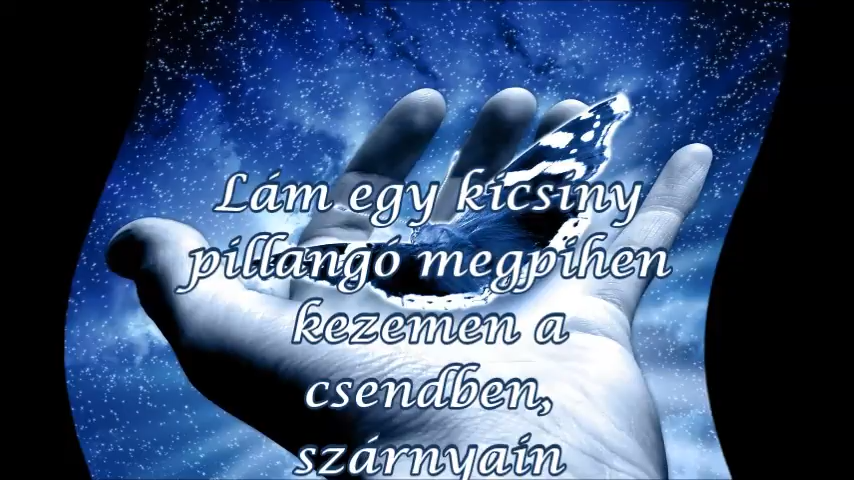 Lám egy kicsiny
pillangó megpihen
kezemen a
csendben,
szárnyain